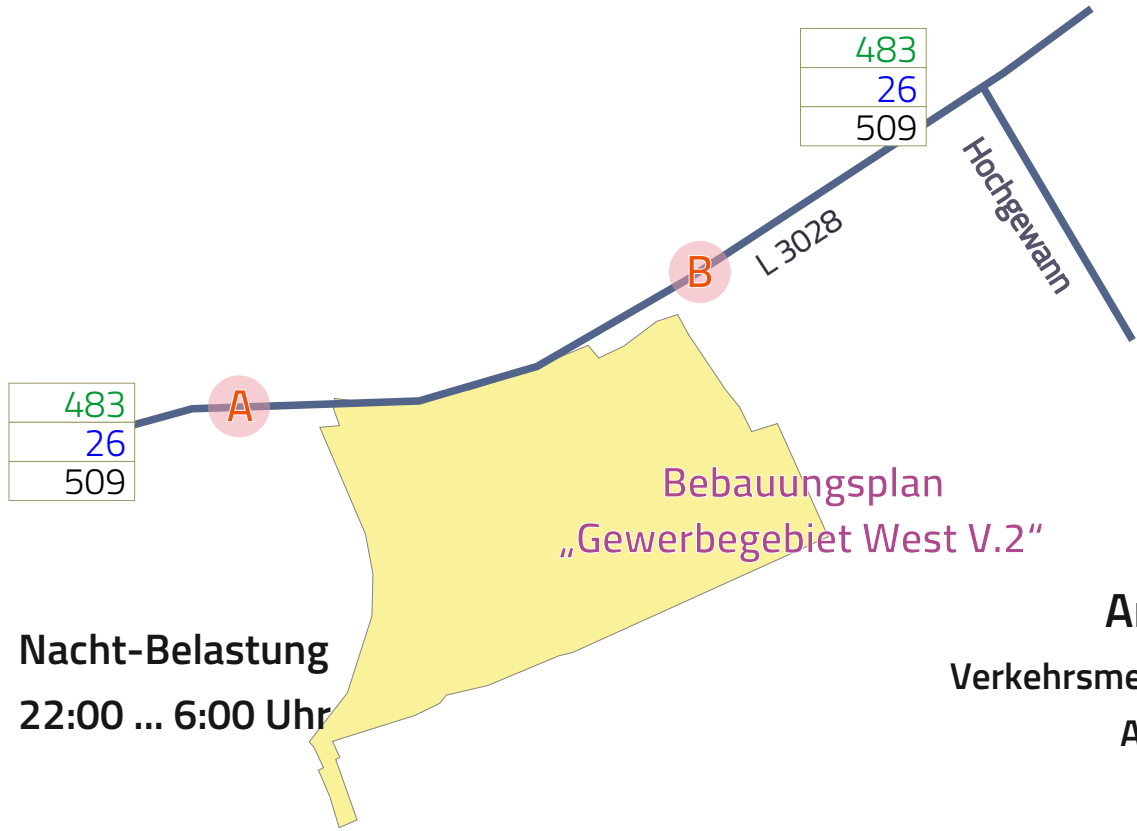 483
26
509
Hochgewann
L 3028
B
A
483
26
509
Bebauungsplan
„Gewerbegebiet West V.2“
Nacht-Belastung
22:00 ... 6:00 Uhr
Verkehrsme
A